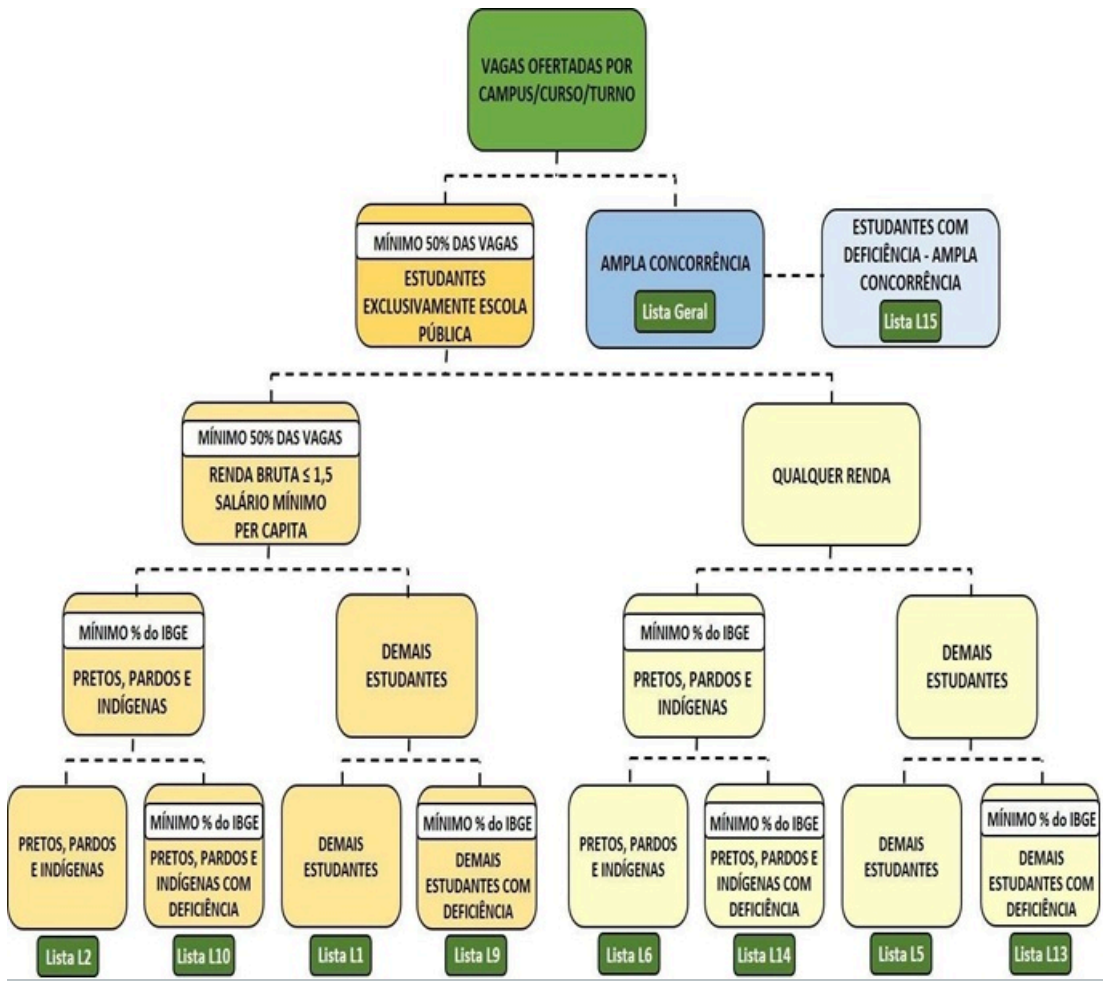 VAGAS OFERTADAS POR
CAMPUS/CURSO/TURNO
MÍNIMO 50% DAS VAGAS
ESTUDANTES
EXCLUSIVAMENTE ESCOLA
PÚBLICA
AMPLA CONCORRÊNCIA
Lista Geral
ESTUDANTES COM
DEFICIÊNCIA - AMPLA
CONCORRÊNCIA
Lista L15
MÍNIMO 50% DAS VAGAS
RENDA BRUTA ≤ 1,5
SALÁRIO MÍNIMO
PER CAPITA
QUALQUER RENDA
MÍNIMO % do IBGE
PRETOS, PARDOS E
INDÍGENAS
DEMAIS
ESTUDANTES
MÍNIMO % do IBGE
PRETOS, PARDOS E
INDÍGENAS
DEMAIS
ESTUDANTES
PRETOS, PARDOS
E INDÍGENAS
Lista L2
MÍNIMO % do IBGE
PRETOS, PARDOS E
INDÍGENAS COM
DEFICIÊNCIA
Lista L10
DEMAIS
ESTUDANTES
Lista L1
MÍNIMO % do IBGE
DEMAIS
ESTUDANTES COM
DEFICIÊNCIA
Lista L9
PRETOS, PARDOS
E INDÍGENAS
Lista L6
MÍNIMO % do IBGE
PRETOS, PARDOS E
INDÍGENAS COM
DEFICIÊNCIA
Lista L14
DEMAIS
ESTUDANTES
Lista L5
MÍNIMO % do IBGE
DEMAIS
ESTUDANTES COM
DEFICIÊNCIA
Lista L13